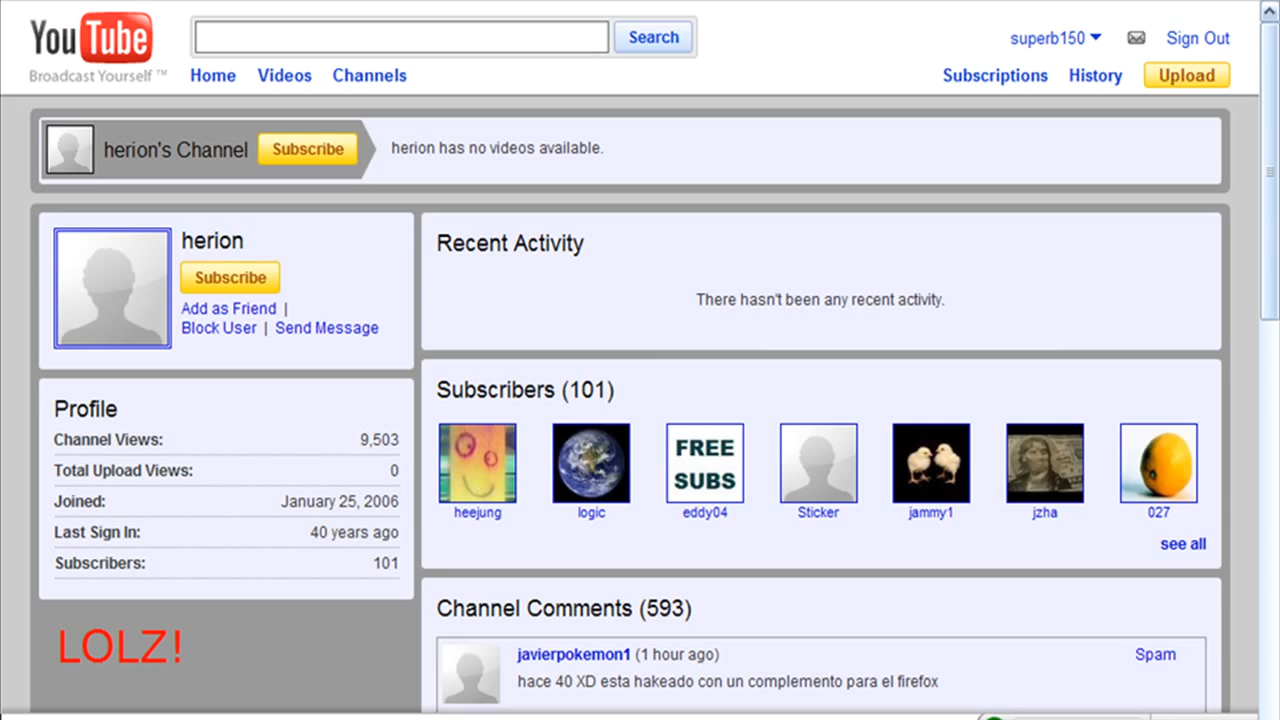 YouTube
Broadcast Yourself ™
Search
superb150
Sign Out
Home Videos Channels
Subscriptions History Upload
herion's Channel Subscribe herion has no videos available.
herion
Subscribe
Add as Friend |
Block User | Send Message
Profile
Channel Views: 9,503
Total Upload Views: 0
Joined: January 25, 2006
Last Sign In: 40 years ago
Subscribers: 101
LOLZ!
Recent Activity
There hasn't been any recent activity.
Subscribers (101)
FREE
SUBS
heejung logic eddy04 Sticker jammy1 jzha 027
see all
Channel Comments (593)
javierpokemon1 (1 hour ago) Spam
hace 40 XD esta hakeado con un complemento para el firefox